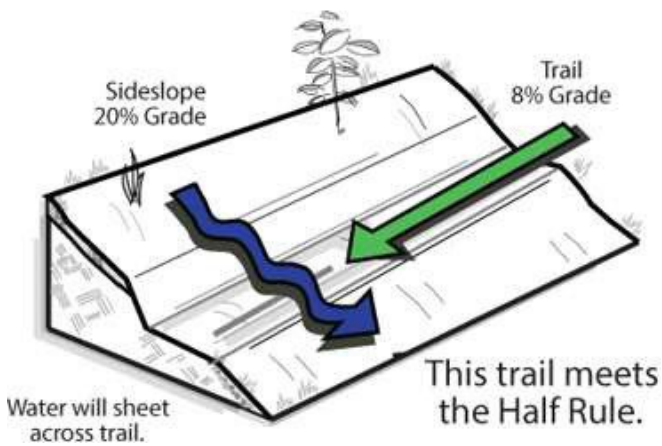 Sideslope
20% Grade
Trail
8% Grade
This trail meets
the Half Rule.
Water will sheet
across trail.